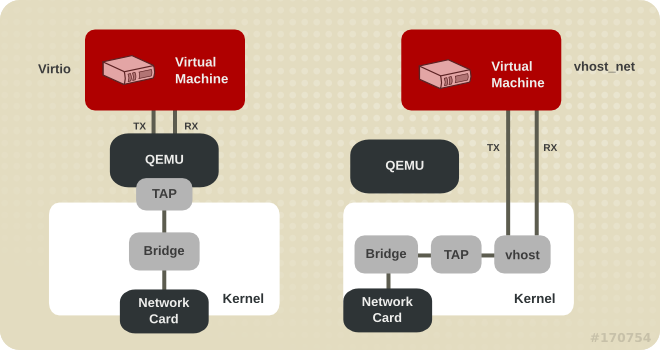 Virtio
Virtual
Machine
TX
RX
QEMU
TAP
Bridge
Network
Card
Kernel
Virtual
Machine
vhost_net
TX
RX
QEMU
Bridge
TAP
vhost
Network
Card
Kernel
#170754